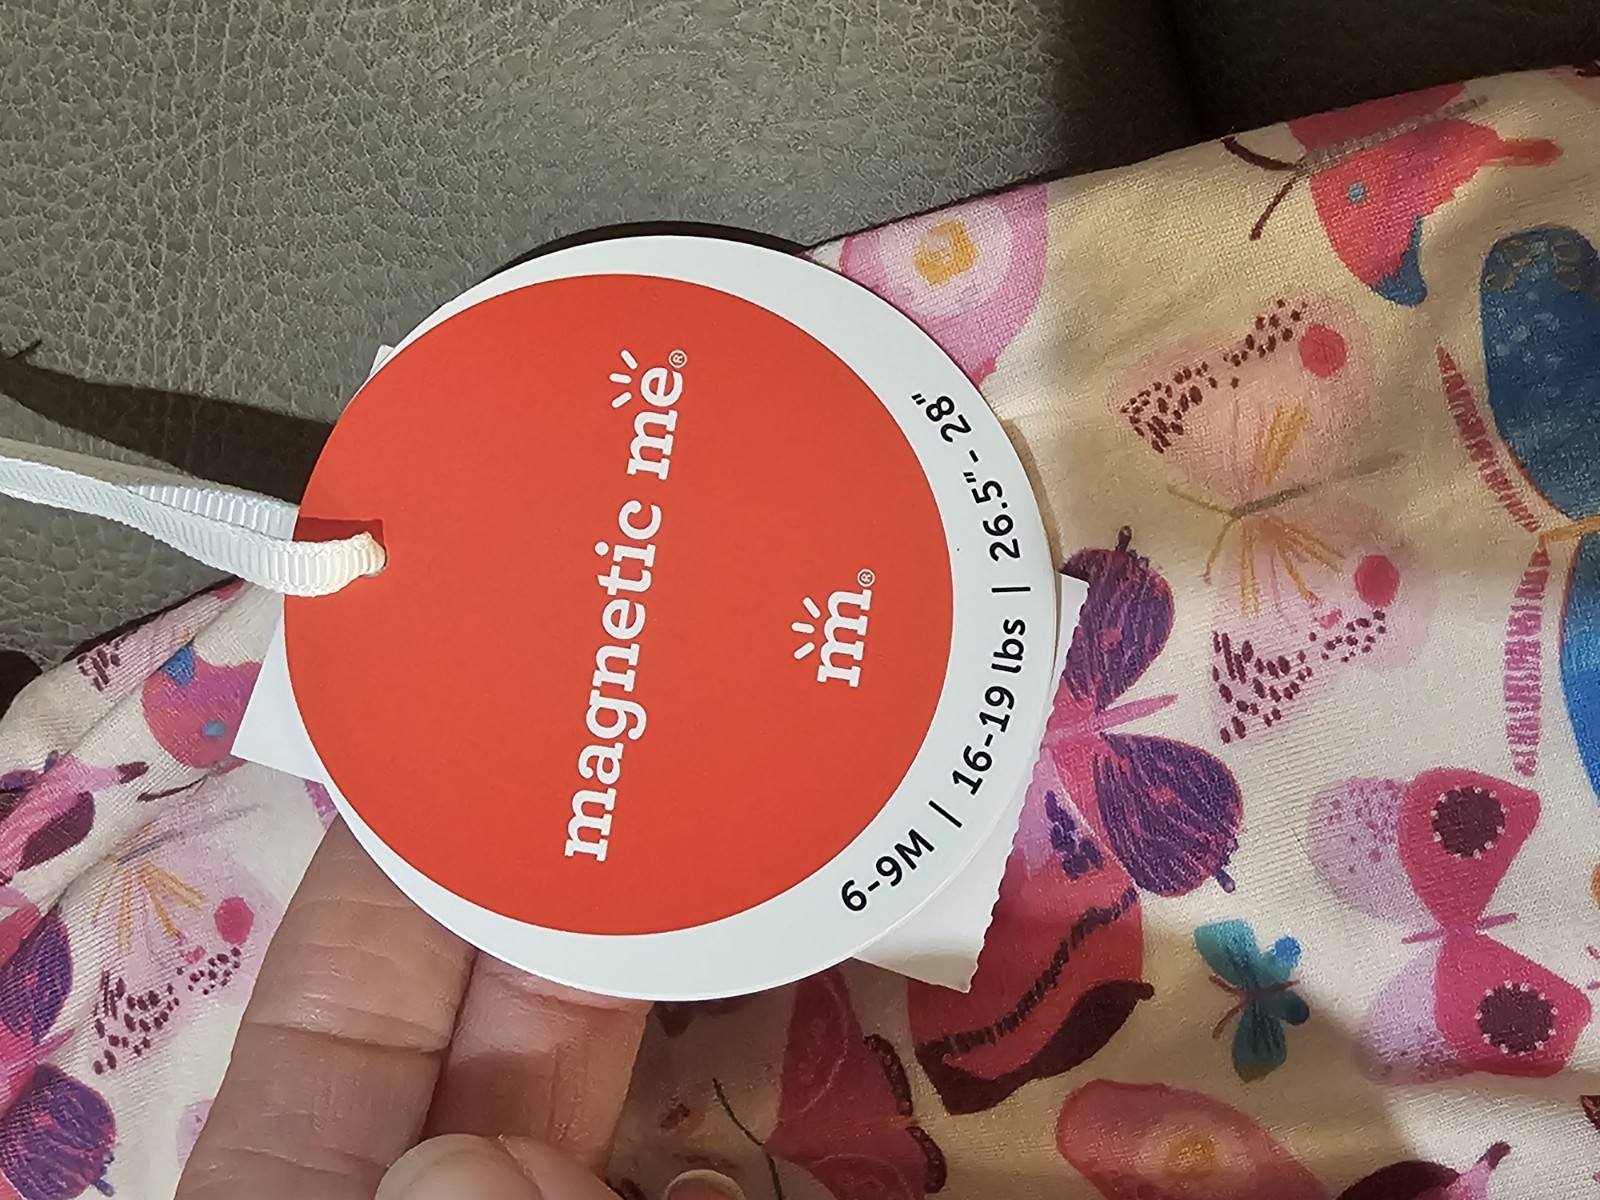 magnetic me®
m®
6-9M | 16-19 lbs | 26.5" - 28"